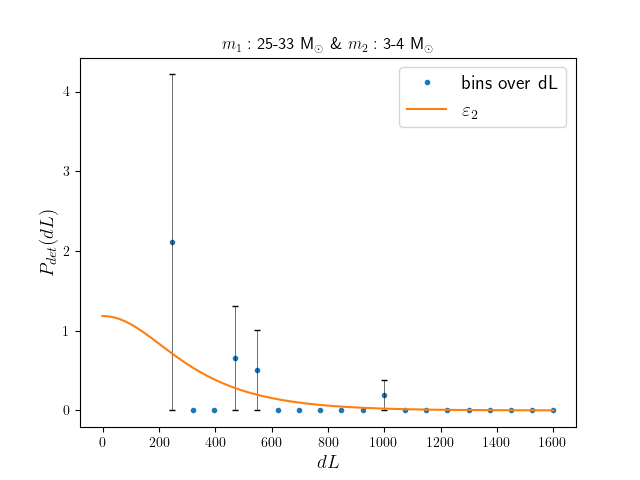 m₁ : 25-33 M⊙ & m₂ : 3-4 M⊙
bins over dL
ε₂
P_det(dL)
4
3
2
1
0
0 200 400 600 800 1000 1200 1400 1600
dL